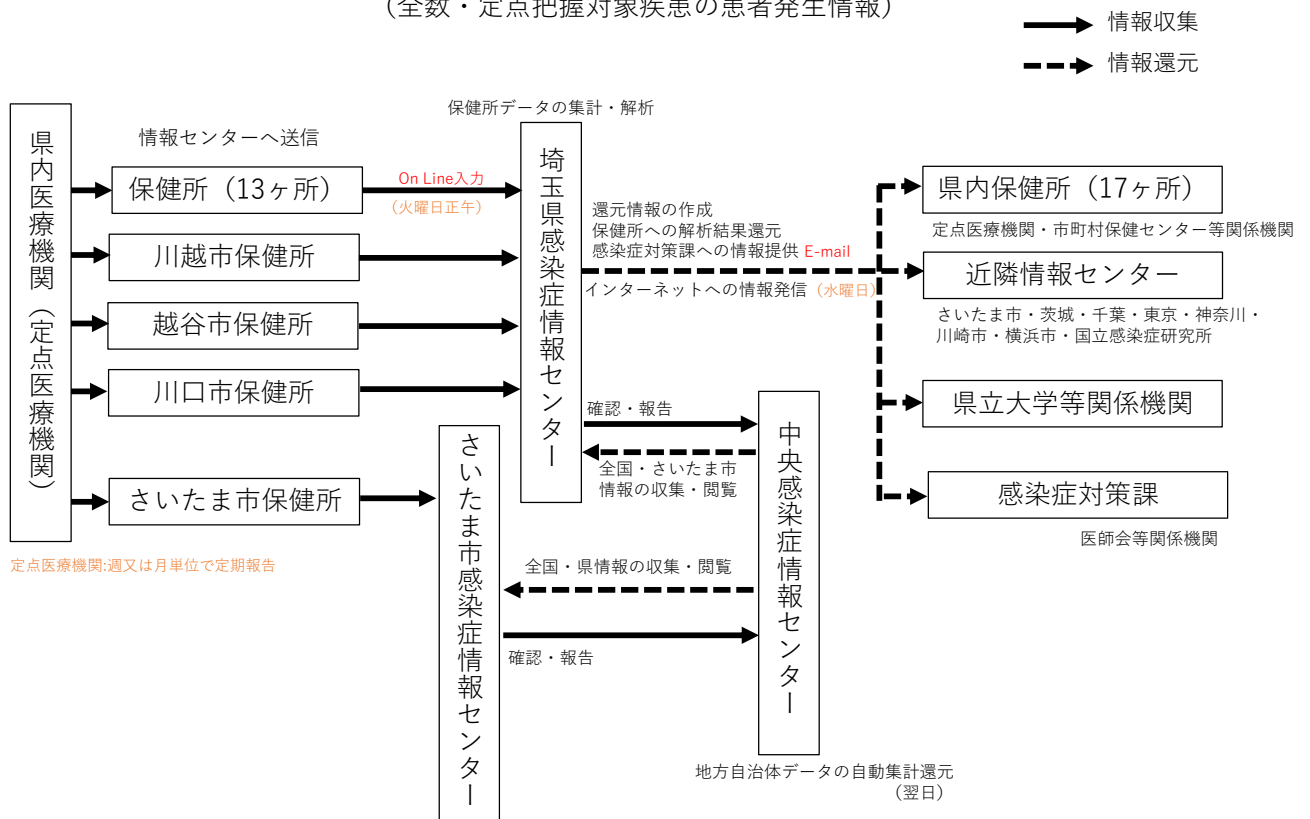 （全数・定点把握対象疾患の患者発生情報）
情報収集
情報還元
県内医療機関（定点医療機関）
情報センターへ送信
保健所（13ヶ所）
川越市保健所
越谷市保健所
川口市保健所
さいたま市保健所
定点医療機関:週又は月単位で定期報告
On Line入力
（火曜日正午）
保健所データの集計・解析
埼玉県感染症情報センター
さいたま市感染症情報センター
還元情報の作成
保健所への解析結果還元
感染症対策課への情報提供 E-mail
インターネットへの情報発信（水曜日）
確認・報告
全国・さいたま市
情報の収集・閲覧
全国・県情報の収集・閲覧
確認・報告
中央感染症情報センター
地方自治体データの自動集計還元
（翌日）
県内保健所（17ヶ所）
定点医療機関・市町村保健センター等関係機関
近隣情報センター
さいたま市・茨城・千葉・東京・神奈川・
川崎市・横浜市・国立感染症研究所
県立大学等関係機関
感染症対策課
医師会等関係機関